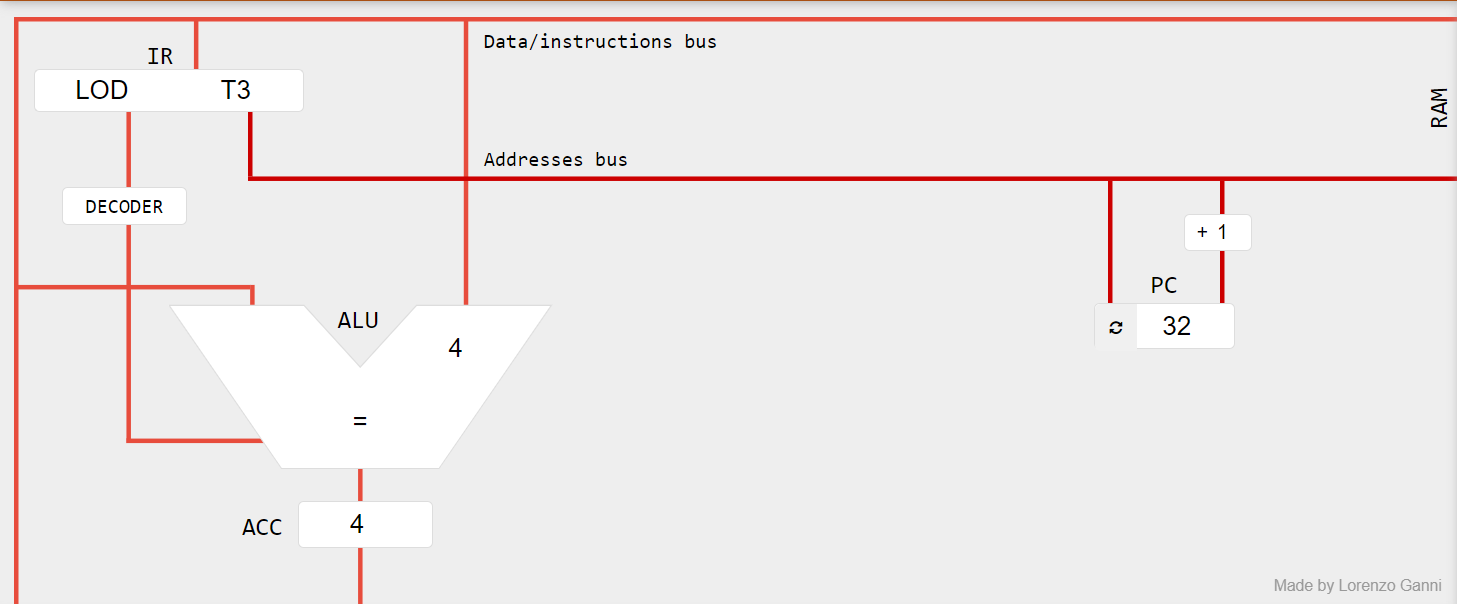 Data/instructions bus
IR
LOD T3
RAM
Addresses bus
DECODER
+ 1
PC
32
ALU
4
=
ACC
4
Made by Lorenzo Ganni